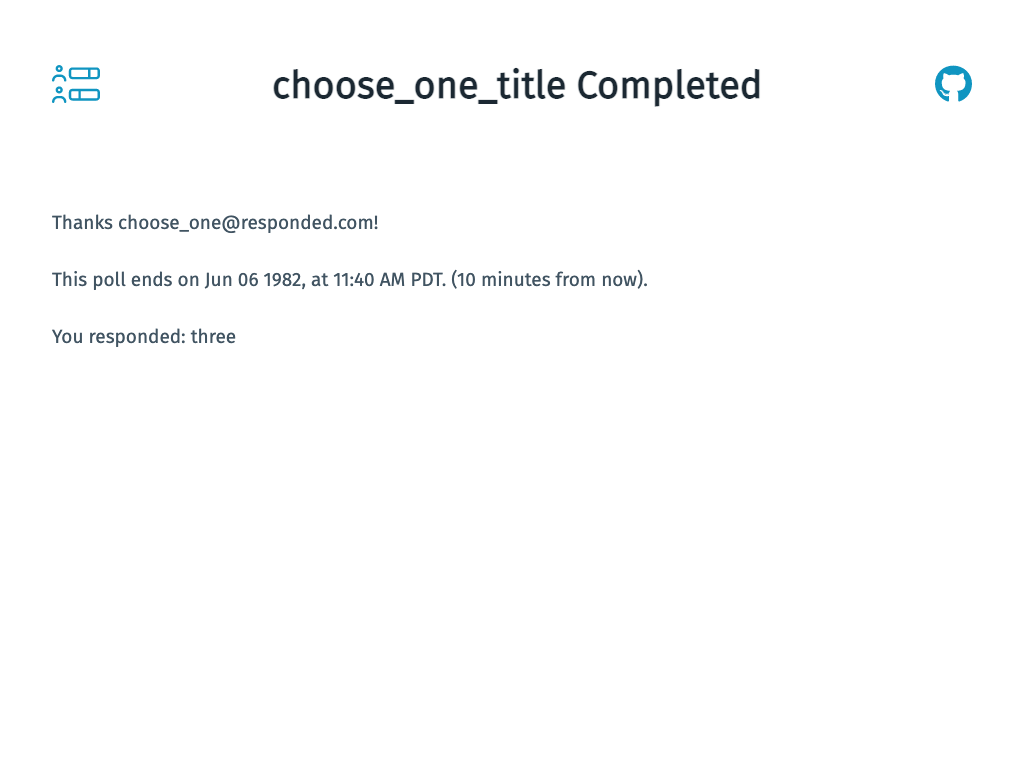 choose_one_title Completed
Thanks choose_one@responded.com!
This poll ends on Jun 06 1982, at 11:40 AM PDT. (10 minutes from now).
You responded: three